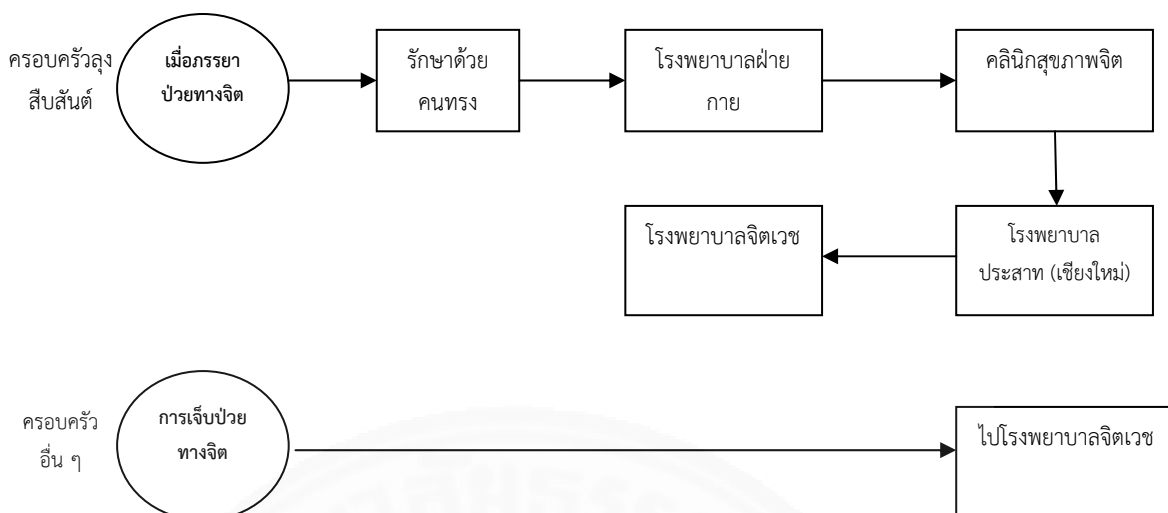 ครอบครัวลุง
สืบสันต์
เมื่อภรรยา
ป่วยทางจิต
รักษาด้วย
คนทรง
โรงพยาบาลฝ่าย
กาย
คลินิกสุขภาพจิต
โรงพยาบาล
ประสาท (เชียงใหม่)
โรงพยาบาลจิตเวช
ครอบครัว
อื่น ๆ
การเจ็บป่วย
ทางจิต
ไปโรงพยาบาลจิตเวช